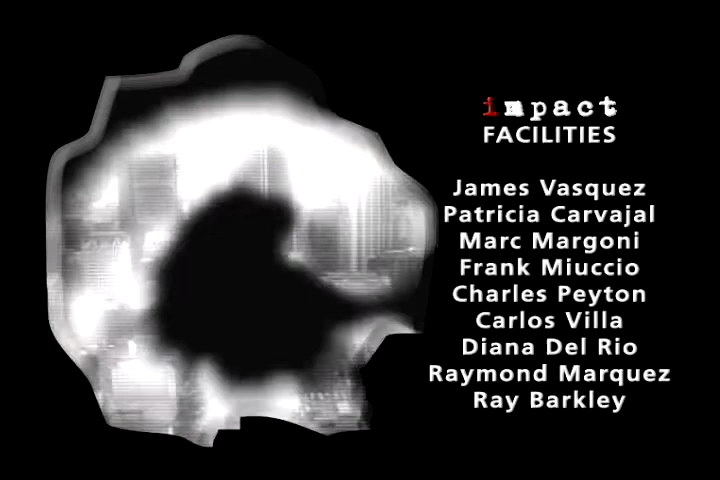 impact
FACILITIES
James Vasquez
Patricia Carvajal
Marc Margoni
Frank Miuccio
Charles Peyton
Carlos Villa
Diana Del Rio
Raymond Marquez
Ray Barkley